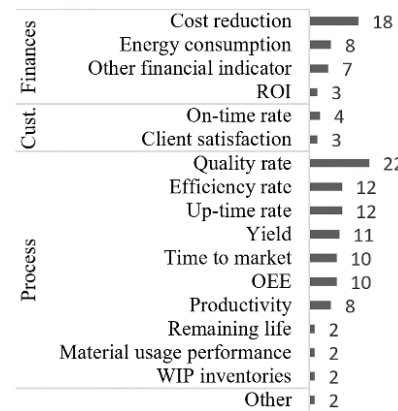 Finances
Cost reduction 18
Energy consumption 8
Other financial indicator 7
ROI 3
Cust.
On-time rate 4
Client satisfaction 3
Process
Quality rate 22
Efficiency rate 12
Up-time rate 12
Yield 11
Time to market 10
OEE 10
Productivity 8
Remaining life 2
Material usage performance 2
WIP inventories 2
Other 2